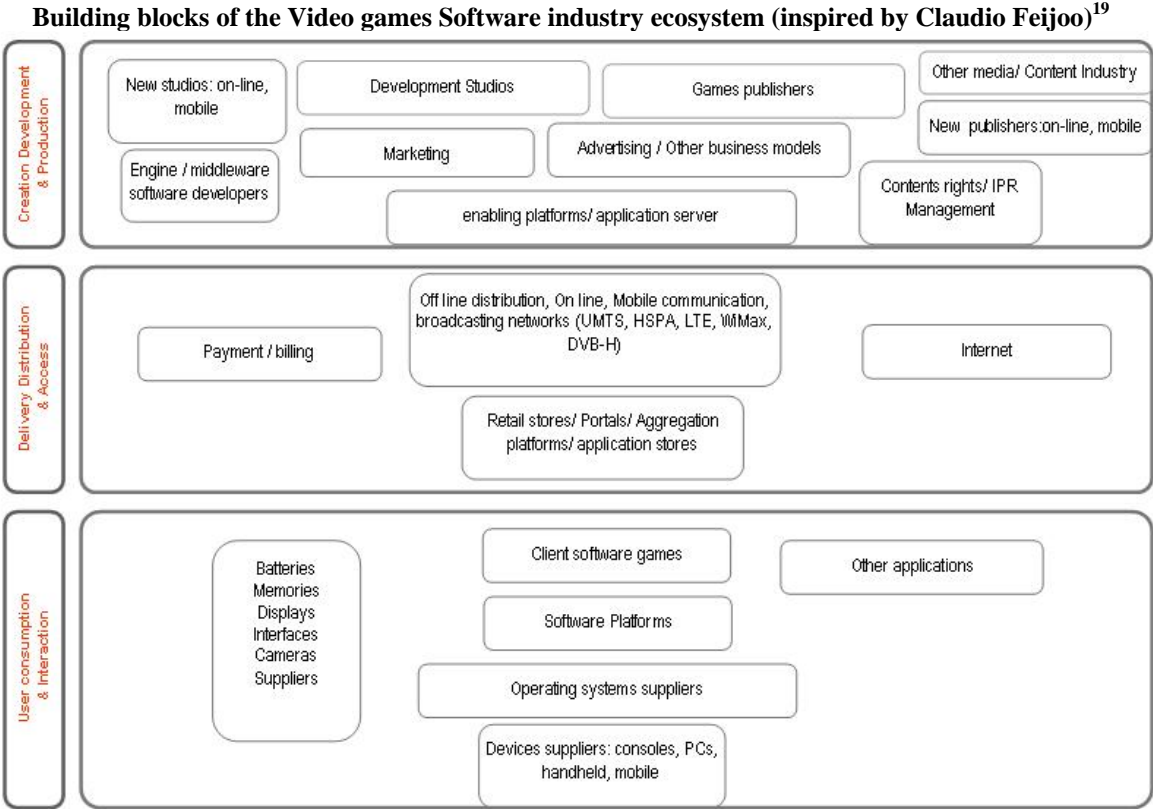 Building blocks of the Video games Software industry ecosystem (inspired by Claudio Feijoo)19
Creation Development
& Production
New studios: on-line,
mobile
Development Studios
Games publishers
Other media/ Content Industry
New publishers:on-line, mobile
Engine / middleware
software developers
Marketing
Advertising / Other business models
Contents rights/ IPR
Management
enabling platforms/ application server
Delivery Distribution
& Access
Payment / billing
Off line distribution, On line, Mobile communication,
broadcasting networks (UMTS, HSPA, LTE, WiMax,
DVB-H)
Internet
Retail stores/ Portals/ Aggregation
platforms/ application stores
User consumption
& Interaction
Batteries
Memories
Displays
Interfaces
Cameras
Suppliers
Client software games
Other applications
Software Platforms
Operating systems suppliers
Devices suppliers: consoles, PCs,
handheld, mobile